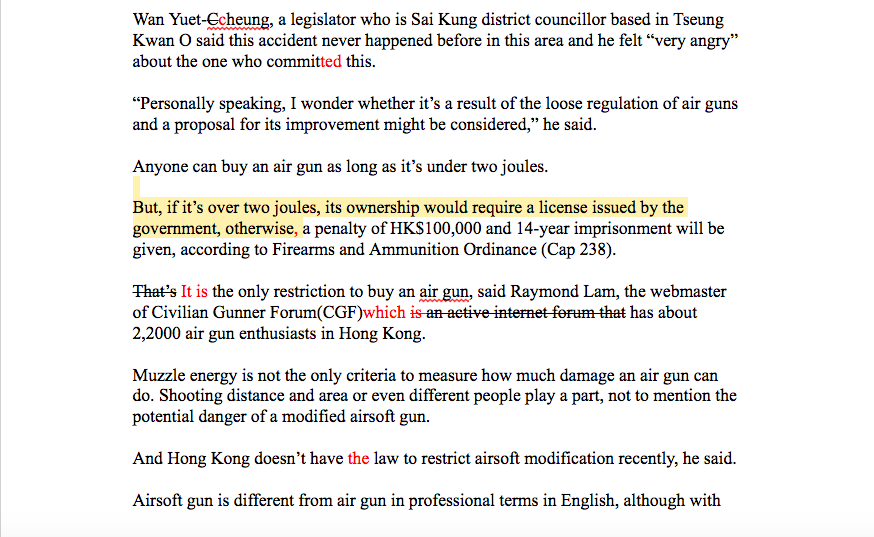 Wan Yuet-Ccheung, a legislator who is Sai Kung district councillor based in Tseung
Kwan O said this accident never happened before in this area and he felt “very angry”
about the one who committed this.
“Personally speaking, I wonder whether it’s a result of the loose regulation of air guns
and a proposal for its improvement might be considered,” he said.
Anyone can buy an air gun as long as it’s under two joules.
But, if it’s over two joules, its ownership would require a license issued by the
government, otherwise, a penalty of HK$100,000 and 14-year imprisonment will be
given, according to Firearms and Ammunition Ordinance (Cap 238).
That’s It is the only restriction to buy an air gun, said Raymond Lam, the webmaster
of Civilian Gunner Forum(CGF)which is an active internet forum that has about
2,2000 air gun enthusiasts in Hong Kong.
Muzzle energy is not the only criteria to measure how much damage an air gun can
do. Shooting distance and area or even different people play a part, not to mention the
potential danger of a modified airsoft gun.
And Hong Kong doesn’t have the law to restrict airsoft modification recently, he said.
Airsoft gun is different from air gun in professional terms in English, although with